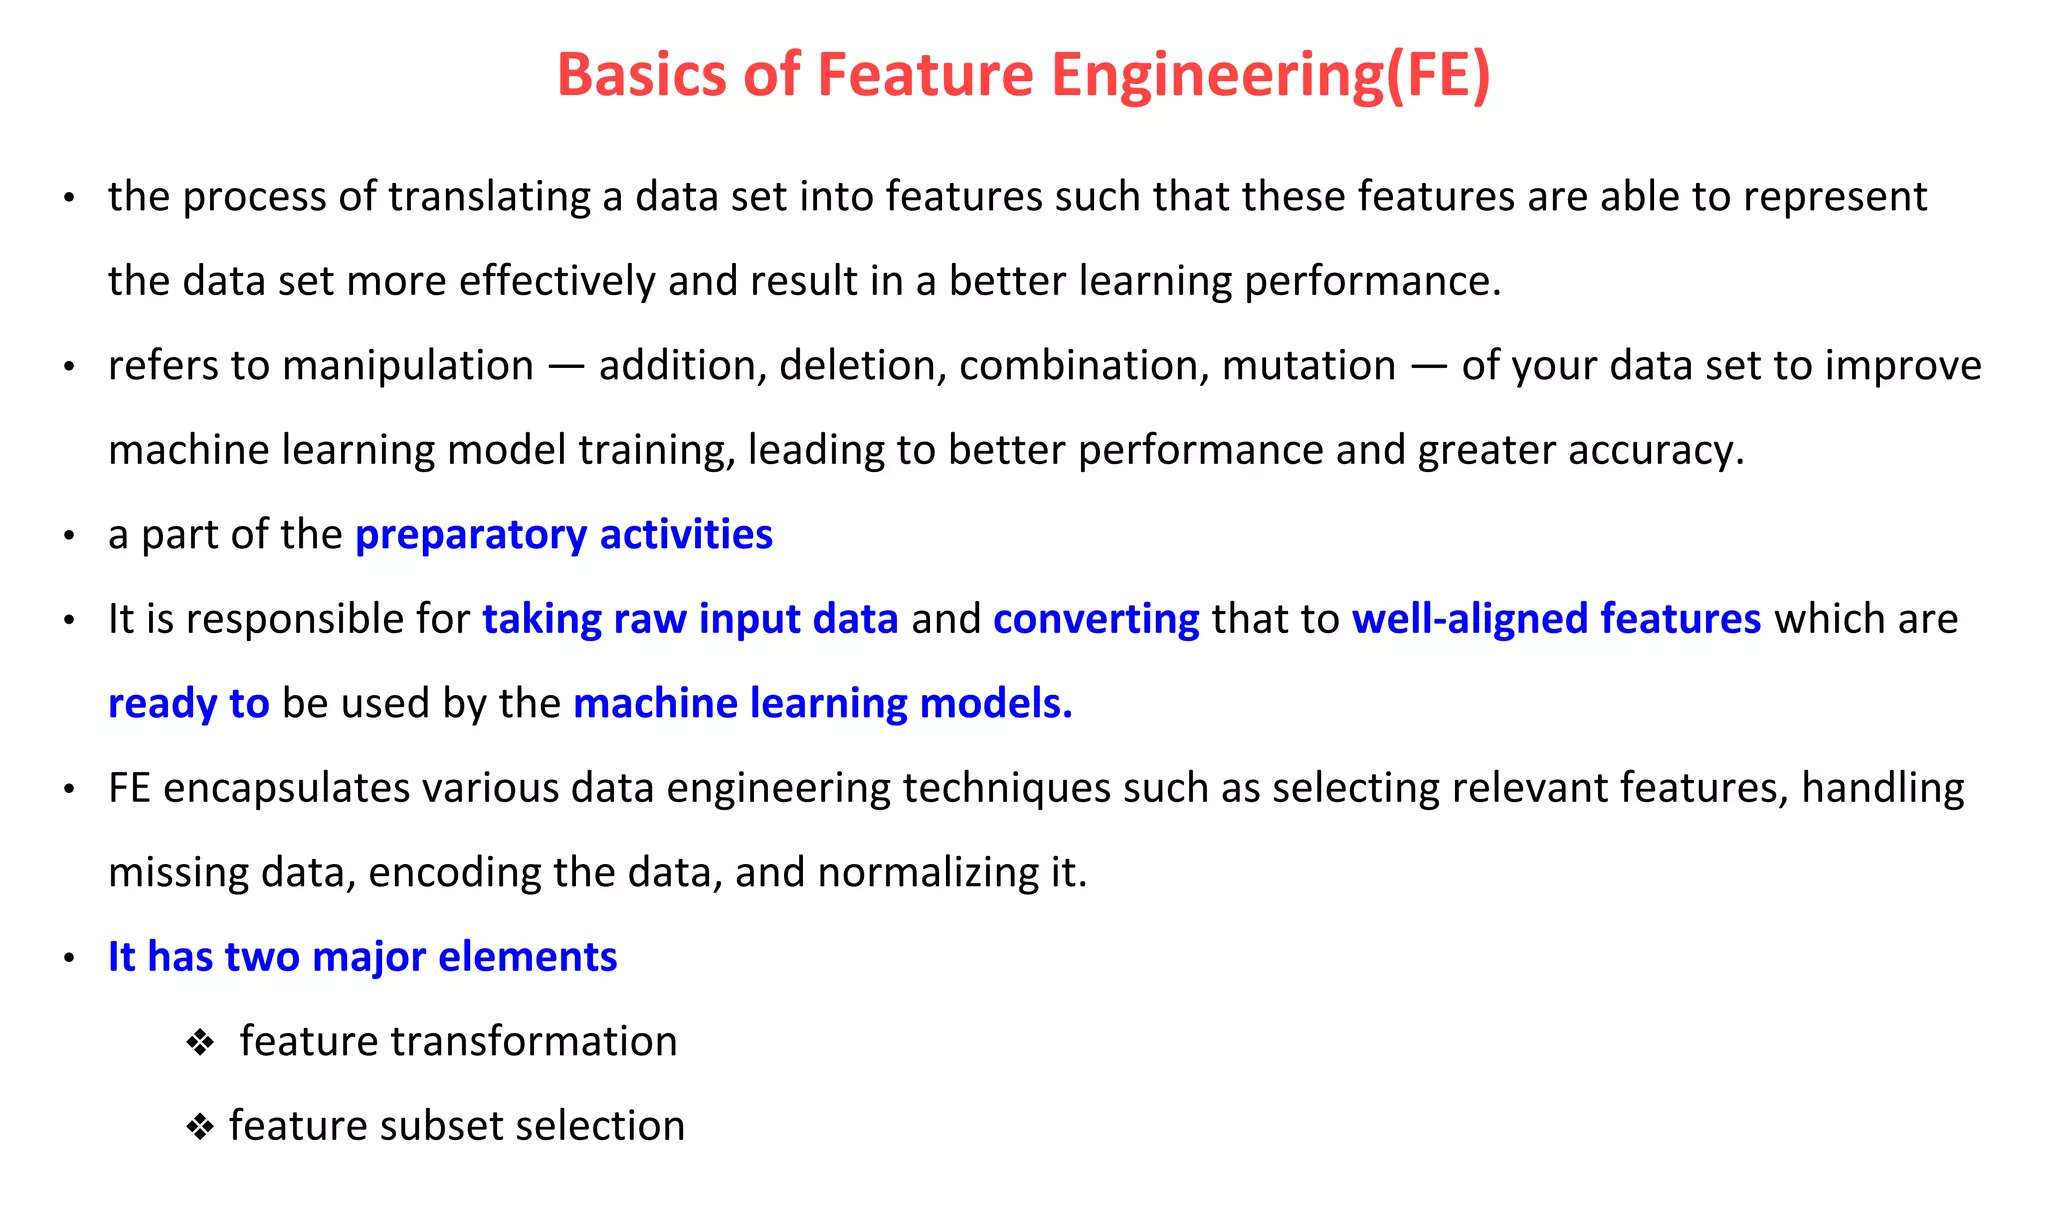 Basics of Feature Engineering(FE)
• the process of translating a data set into features such that these features are able to represent
the data set more effectively and result in a better learning performance.
• refers to manipulation — addition, deletion, combination, mutation — of your data set to improve
machine learning model training, leading to better performance and greater accuracy.
• a part of the preparatory activities
• It is responsible for taking raw input data and converting that to well-aligned features which are
ready to be used by the machine learning models.
• FE encapsulates various data engineering techniques such as selecting relevant features, handling
missing data, encoding the data, and normalizing it.
• It has two major elements
❖ feature transformation
❖ feature subset selection